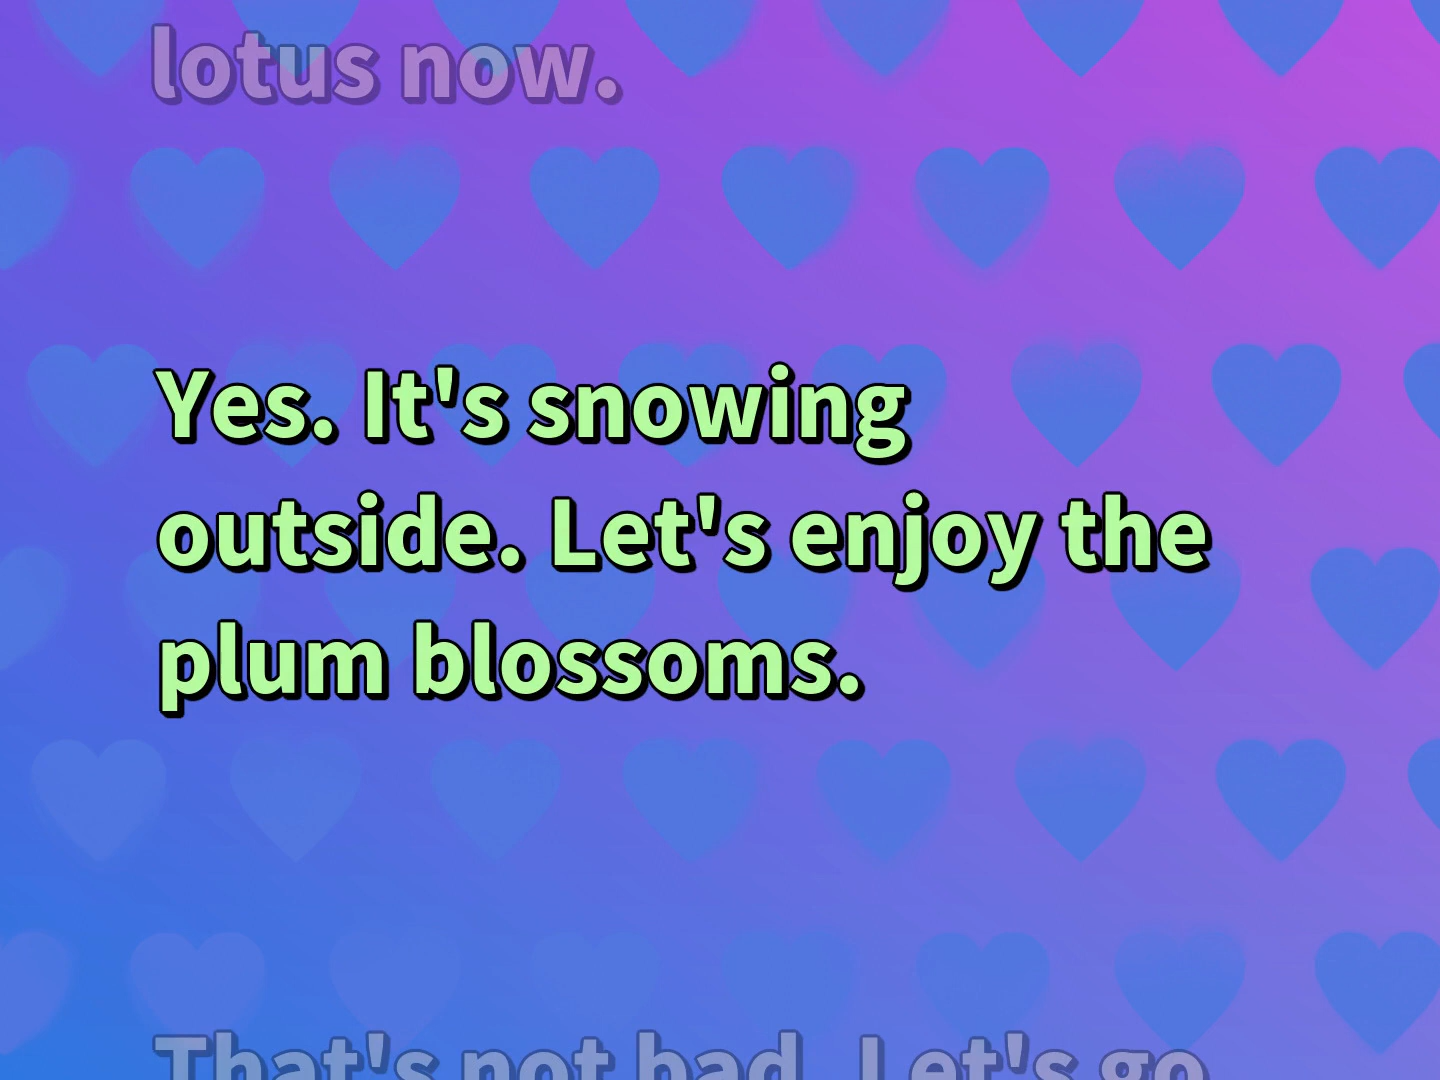 lotus now.
Yes. It's snowing
outside. Let's enjoy the
plum blossoms.
That's not bad. Let's go